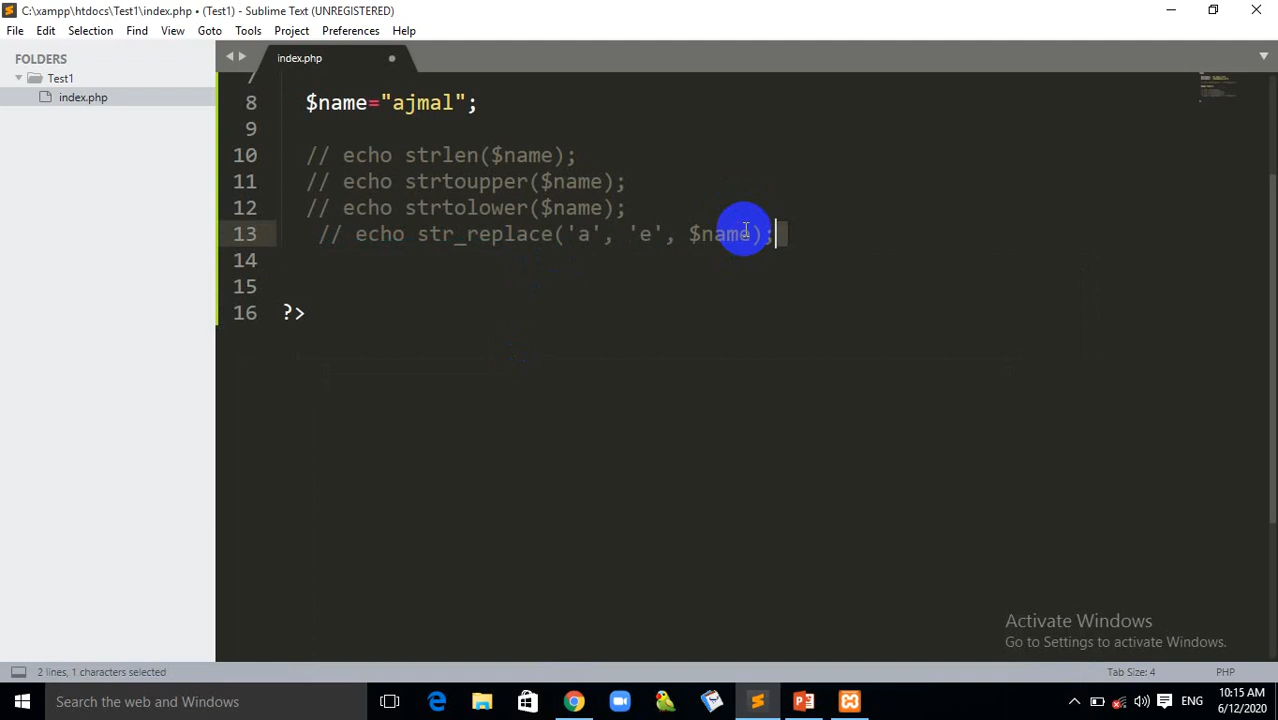 C:\xampp\htdocs\Test1\index.php • (Test1) - Sublime Text (UNREGISTERED)
File Edit Selection Find View Goto Tools Project Preferences Help
FOLDERS
Test1
index.php
index.php
7
8 $name="ajmal";
9
10 // echo strlen($name);
11 // echo strtoupper($name);
12 // echo strtolower($name);
13 // echo str_replace('a', 'e', $name);
14
15
16 ?>
Activate Windows
Go to Settings to activate Windows.
2 lines, 1 characters selected Tab Size: 4 PHP
Search the web and Windows
ENG
10:15 AM
6/12/2020